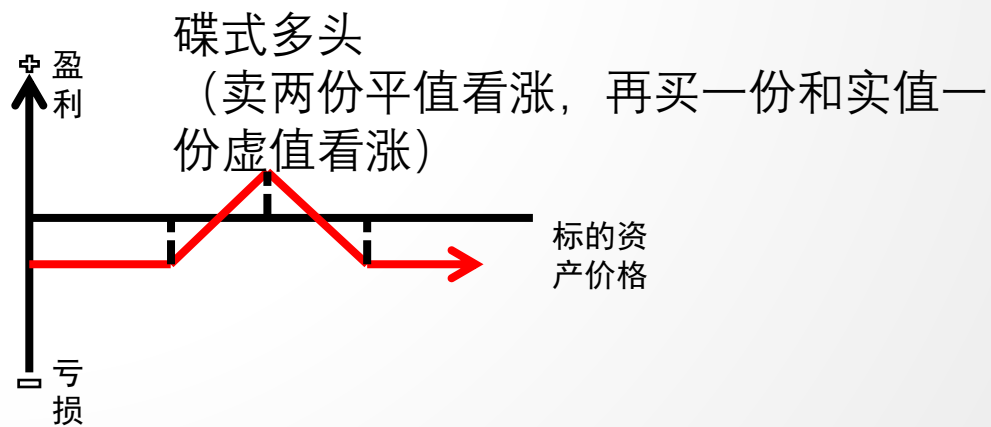 碟式多头
（卖两份平值看涨，再买一份和实值一
份虚值看涨）
盈
利
标的资
产价格
亏
损